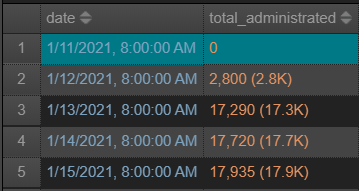 date total_administrated
1 1/11/2021, 8:00:00 AM 0
2 1/12/2021, 8:00:00 AM 2,800 (2.8K)
3 1/13/2021, 8:00:00 AM 17,290 (17.3K)
4 1/14/2021, 8:00:00 AM 17,720 (17.7K)
5 1/15/2021, 8:00:00 AM 17,935 (17.9K)